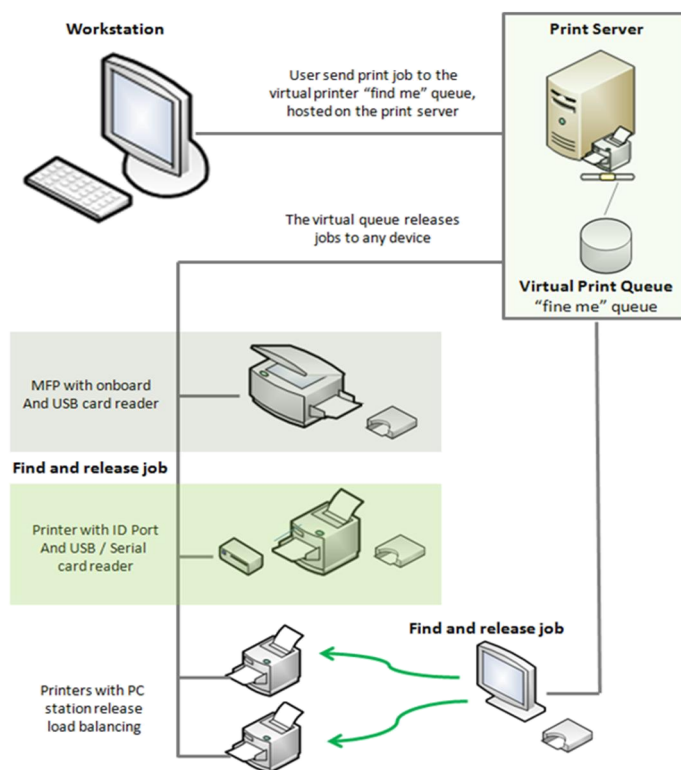 Workstation
Print Server
User send print job to the
virtual printer “find me” queue,
hosted on the print server
The virtual queue releases
jobs to any device
Virtual Print Queue
“fine me” queue
MFP with onboard
And USB card reader
Find and release job
Printer with ID Port
And USB / Serial
card reader
Find and release job
Printers with PC
station release
load balancing